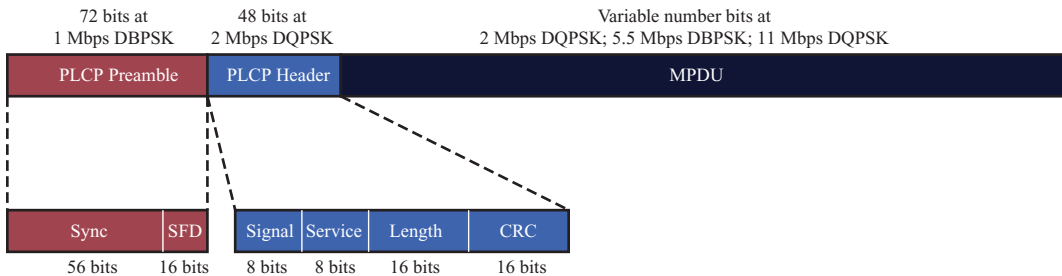 72 bits at
1 Mbps DBPSK
48 bits at
2 Mbps DQPSK
Variable number bits at
2 Mbps DQPSK; 5.5 Mbps DBPSK; 11 Mbps DQPSK
PLCP Preamble
PLCP Header
MPDU
Sync
SFD
Signal
Service
Length
CRC
56 bits
16 bits
8 bits
8 bits
16 bits
16 bits